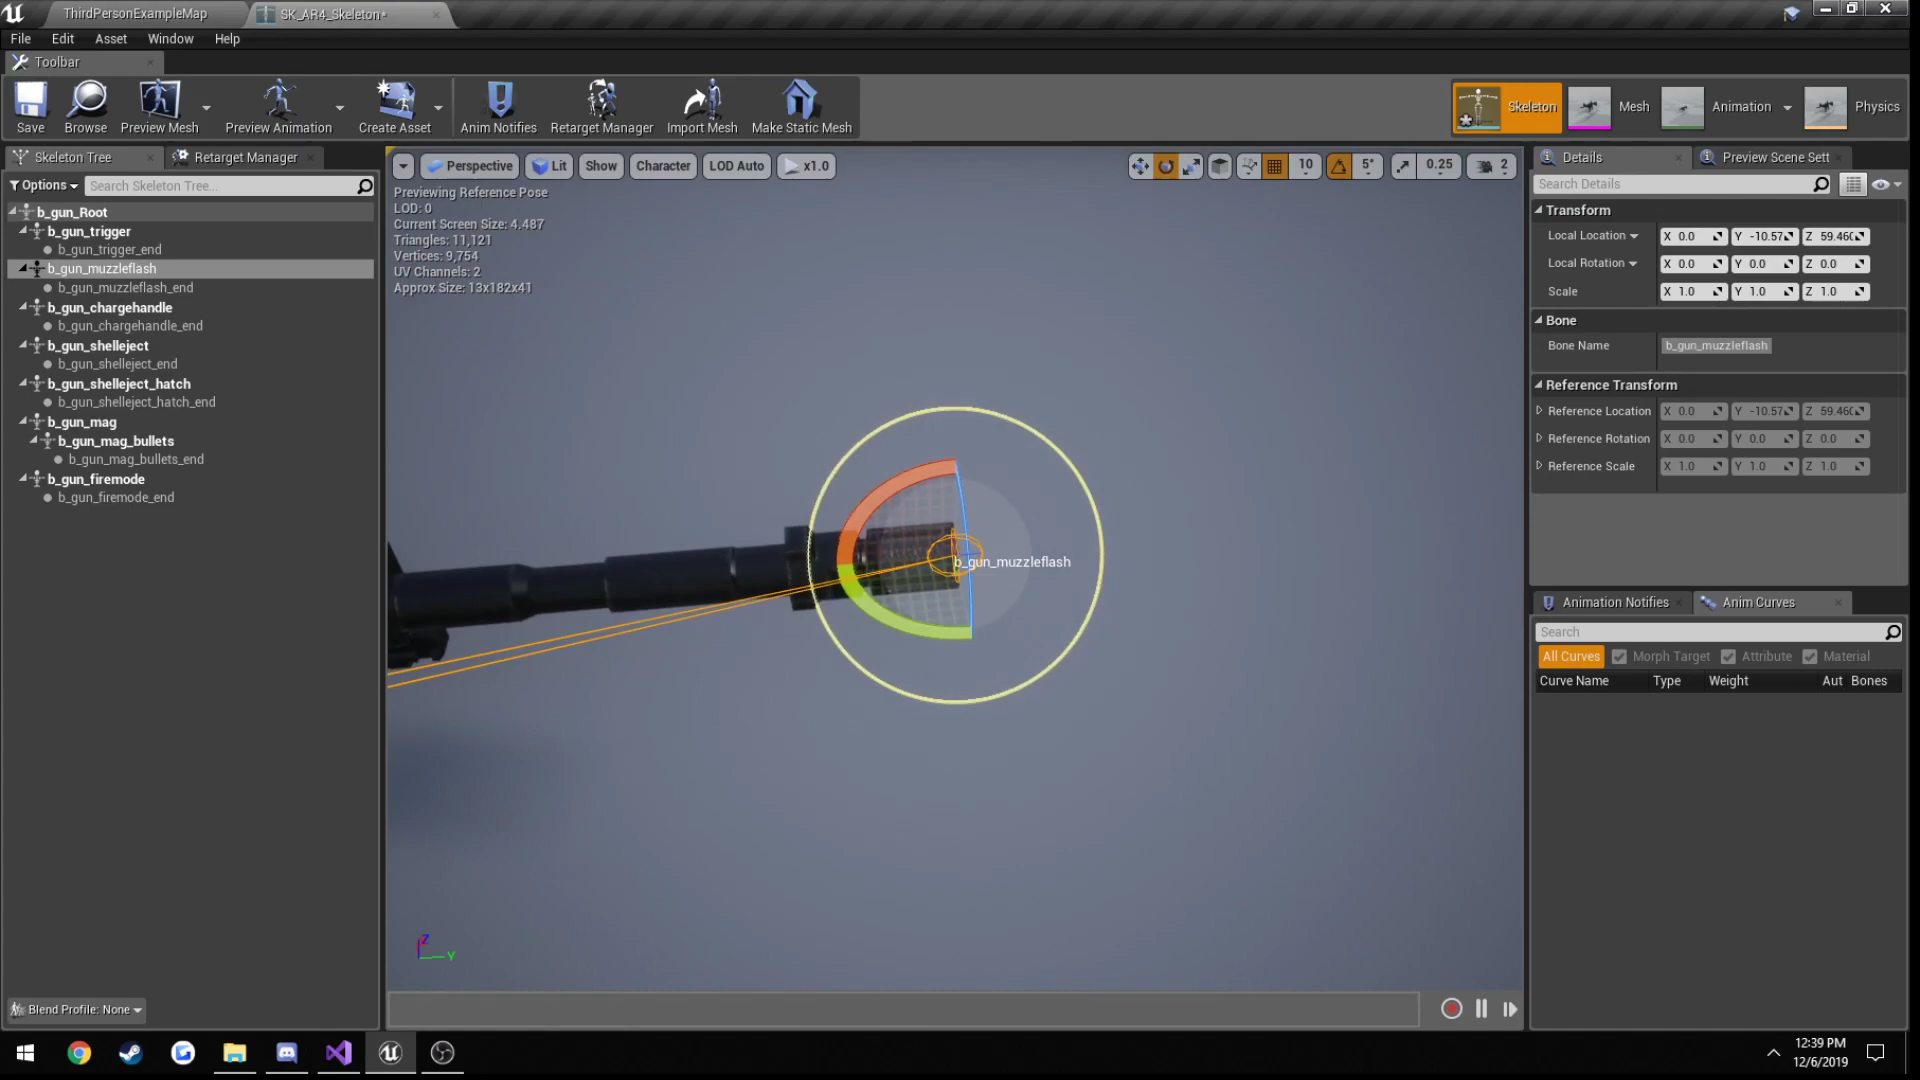 ThirdPersonExampleMap
SK_AR4_Skeleton*
File Edit Asset Window Help
Toolbar
Save Browse Preview Mesh Preview Animation Create Asset Anim Notifies Retarget Manager Import Mesh Make Static Mesh
Skeleton Mesh Animation Physics
Skeleton Tree Retarget Manager
Options Search Skeleton Tree...
b_gun_Root
b_gun_trigger
b_gun_trigger_end
b_gun_muzzleflash
b_gun_muzzleflash_end
b_gun_chargehandle
b_gun_chargehandle_end
b_gun_shelleject
b_gun_shelleject_end
b_gun_shelleject_hatch
b_gun_shelleject_hatch_end
b_gun_mag
b_gun_mag_bullets
b_gun_mag_bullets_end
b_gun_firemode
b_gun_firemode_end
Blend Profile: None
Perspective Lit Show Character LOD Auto x1.0 10 5° 0.25 2
Previewing Reference Pose
LOD: 0
Current Screen Size: 4.487
Triangles: 11,121
Vertices: 9,754
UV Channels: 2
Approx Size: 13x182x41
b_gun_muzzleflash
Z
Y
Details Preview Scene Sett
Search Details
Transform
Local Location X 0.0 Y -10.57 Z 59.460
Local Rotation X 0.0 Y 0.0 Z 0.0
Scale X 1.0 Y 1.0 Z 1.0
Bone
Bone Name b_gun_muzzleflash
Reference Transform
Reference Location X 0.0 Y -10.57 Z 59.460
Reference Rotation X 0.0 Y 0.0 Z 0.0
Reference Scale X 1.0 Y 1.0 Z 1.0
Animation Notifies Anim Curves
Search
All Curves Morph Target Attribute Material
Curve Name Type Weight Aut Bones
12:39 PM
12/6/2019